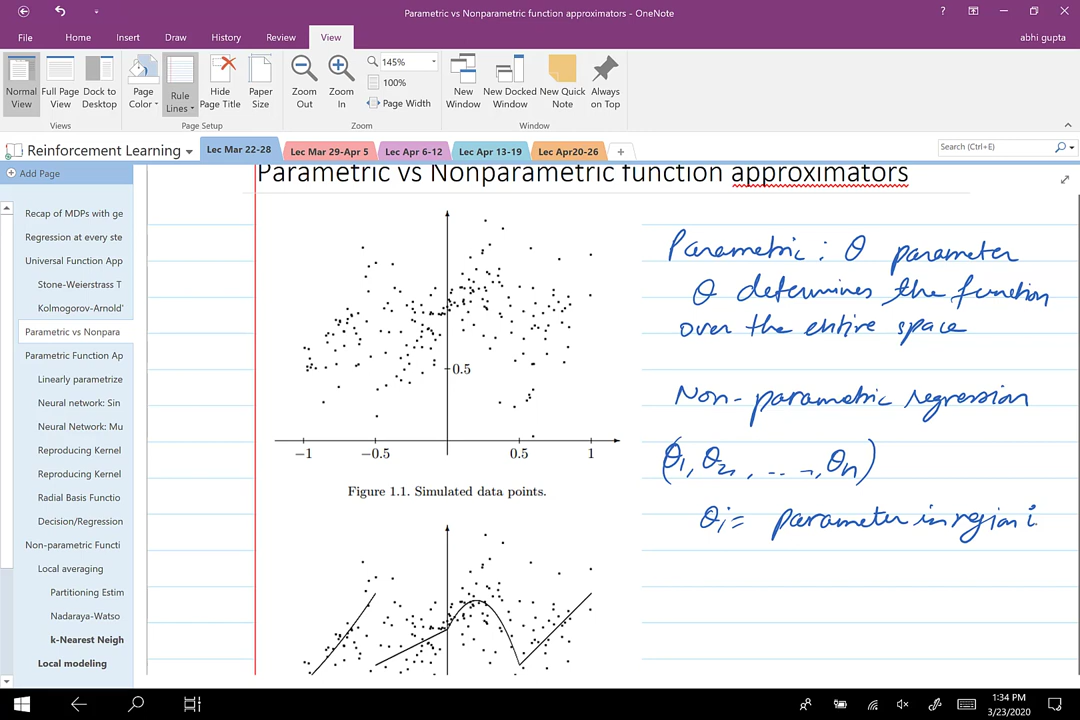 Parametric vs Nonparametric function approximators - OneNote
?
File Home Insert Draw History Review View
abhi gupta
Normal View
Full Page View
Dock to Desktop
Views
Page Color
Rule Lines
Hide Page Title
Paper Size
Page Setup
Zoom Out
Zoom In
145%
100%
Page Width
Zoom
New Window
New Docked Window
New Quick Note
Always on Top
Window
Reinforcement Learning
Lec Mar 22-28
Lec Mar 29-Apr 5
Lec Apr 6-12
Lec Apr 13-19
Lec Apr20-26
+
Search (Ctrl+E)
Add Page
Recap of MDPs with ge
Regression at every ste
Universal Function App
Stone-Weierstrass T
Kolmogorov-Arnold'
Parametric vs Nonpara
Parametric Function Ap
Linearly parametrize
Neural network: Sin
Neural Network: Mu
Reproducing Kernel
Reproducing Kernel
Radial Basis Functio
Decision/Regression
Non-parametric Functi
Local averaging
Partitioning Estim
Nadaraya-Watso
k-Nearest Neigh
Local modeling
Parametric vs Nonparametric function approximators
0.5
−1 −0.5 0.5 1
Figure 1.1. Simulated data points.
Parametric : θ parameter
θ determines the function
over the entire space
Non-parametric regression
(θ1, θ2, ..., θn)
θi = parameter in region i
1:34 PM
3/23/2020